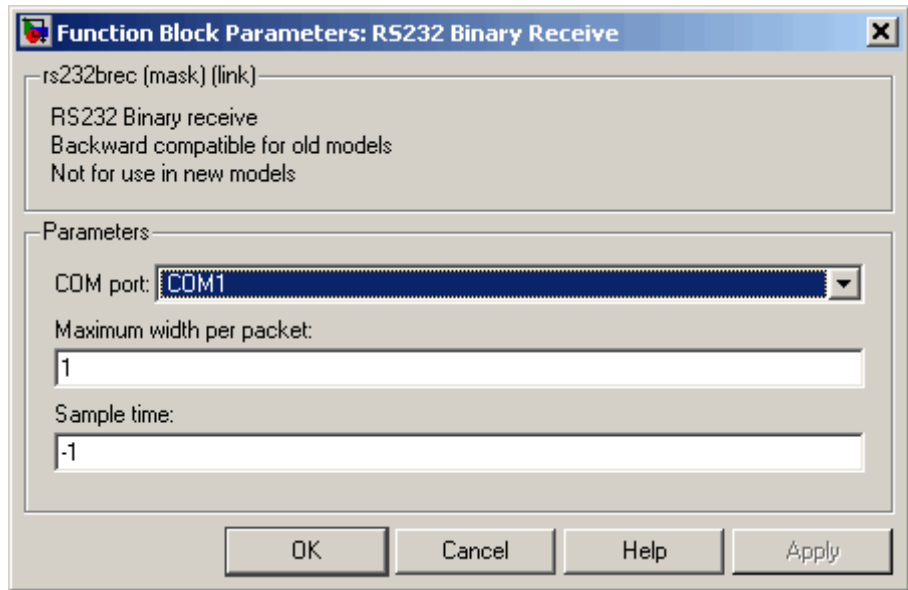 Function Block Parameters: RS232 Binary Receive
rs232brec (mask) (link)
RS232 Binary receive
Backward compatible for old models
Not for use in new models
Parameters
COM port: COM1
Maximum width per packet:
1
Sample time:
-1
OK Cancel Help Apply